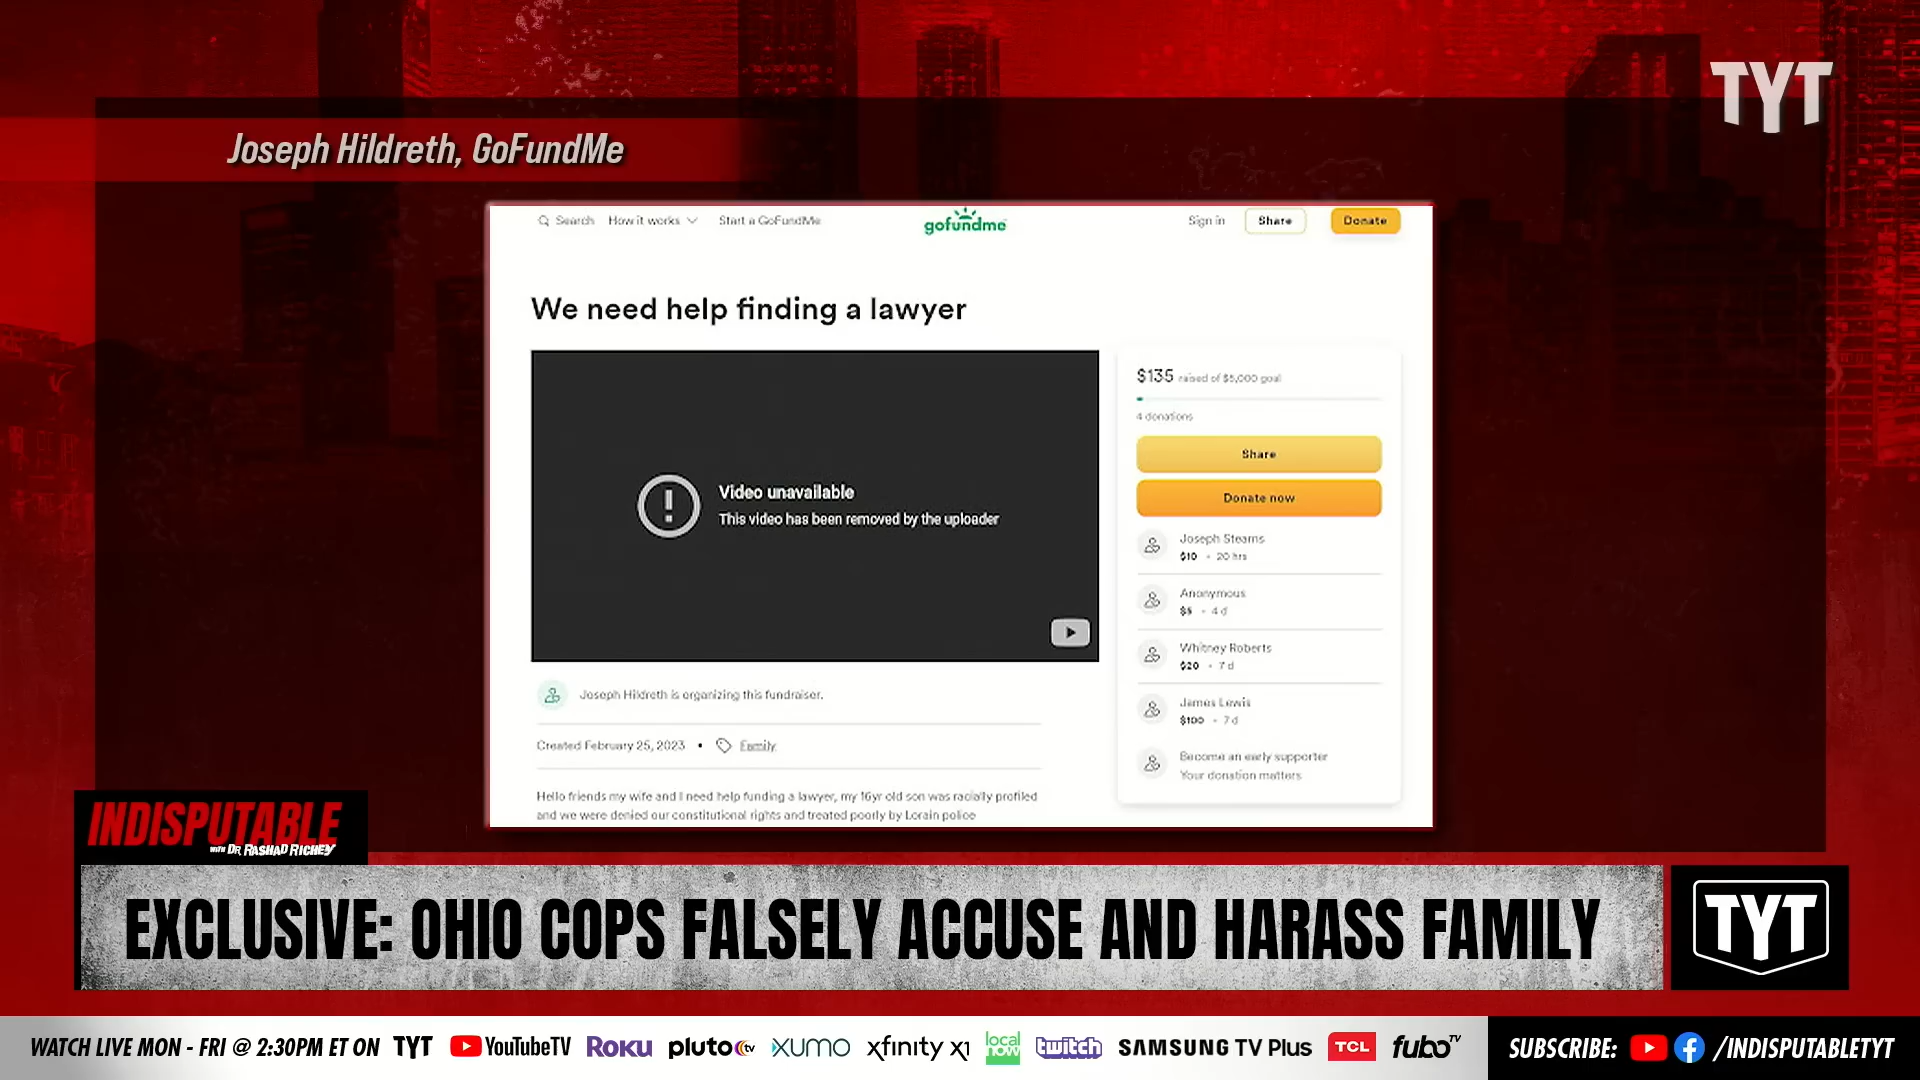 TYT
Joseph Hildreth, GoFundMe
Search How it works Start a GoFundMe gofundme Sign in Share Donate
We need help finding a lawyer
Video unavailable
This video has been removed by the uploader
$135 raised of $5,000 goal
4 donations
Share
Donate now
Joseph Stearns
$10 • 20 hrs
Anonymous
$5 • 4 d
Whitney Roberts
$20 • 7 d
James Lewis
$100 • 7 d
Become an early supporter
Your donation matters
Joseph Hildreth is organizing this fundraiser.
Created February 25, 2023 • Family
Hello friends my wife and I need help funding a lawyer, my 16yr old son was racially profiled
and we were denied our constitutional rights and treated poorly by Lorain police
INDISPUTABLE
WITH DR RASHAD RICHEY
EXCLUSIVE: OHIO COPS FALSELY ACCUSE AND HARASS FAMILY
TYT
WATCH LIVE MON - FRI @ 2:30PM ET ON TYT YouTubeTV ROKU pluto tv XUMO xfinity x1 local now twitch SAMSUNG TV Plus TCL fubo TV SUBSCRIBE: /INDISPUTABLETYT